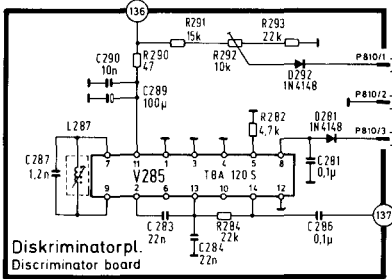 136
R291
15k
R292
10k
R293
22k
P810/1
C290
10n
R290
47
C289
100µ
D292
1N4148
P810/2
L287
R282
4,7k
D281
1N4148
P810/3
C287
1,2n
7 11 1 3 4 5 8
V285 TBA 120 S
C281
0,1µ
9 2 6 13 10 14 12
137
C283
22n
R284
22k
C286
0,1µ
C284
22n
Diskriminatorpl.
Discriminator board